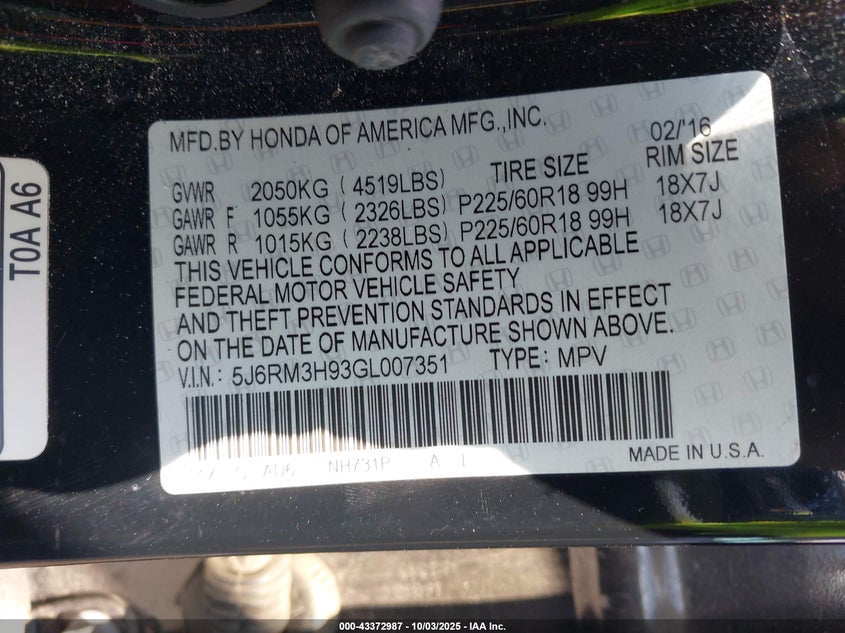 MFD.BY HONDA OF AMERICA MFG.,INC. 02/'16
TIRE SIZE RIM SIZE
GVWR 2050KG (4519LBS)
GAWR F 1055KG (2326LBS) P225/60R18 99H 18X7J
GAWR R 1015KG (2238LBS) P225/60R18 99H 18X7J
THIS VEHICLE CONFORMS TO ALL APPLICABLE
FEDERAL MOTOR VEHICLE SAFETY
AND THEFT PREVENTION STANDARDS IN EFFECT
ON THE DATE OF MANUFACTURE SHOWN ABOVE.
V.I.N.: 5J6RM3H93GL007351 TYPE: MPV
AD6 NH731P A
MADE IN U.S.A.
T0A A6
000-43372987 - 10/03/2025 - IAA Inc.